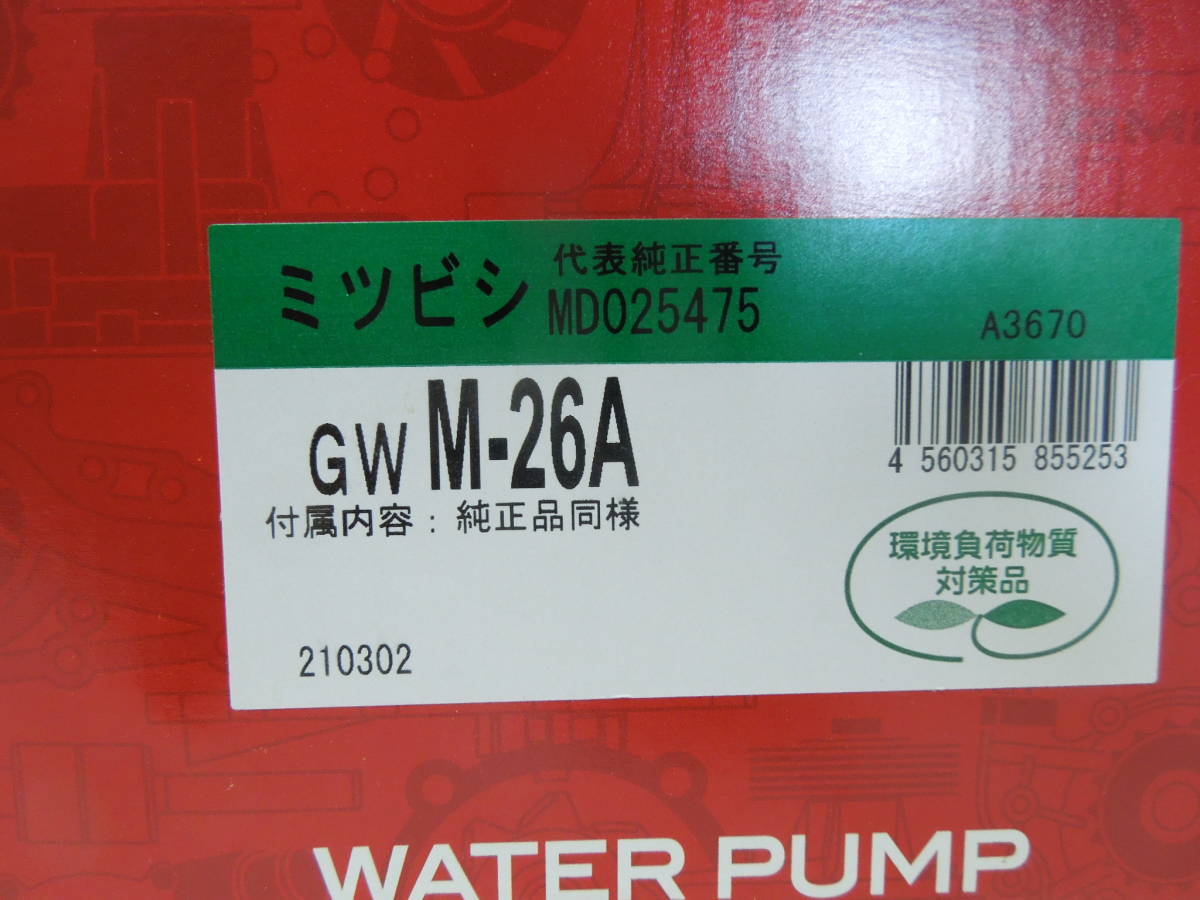 ミツビシ 代表純正番号
MD025475
A3670
GW M-26A
4 560315 855253
付属内容：純正品同様
環境負荷物質
対策品
210302
WATER PUMP